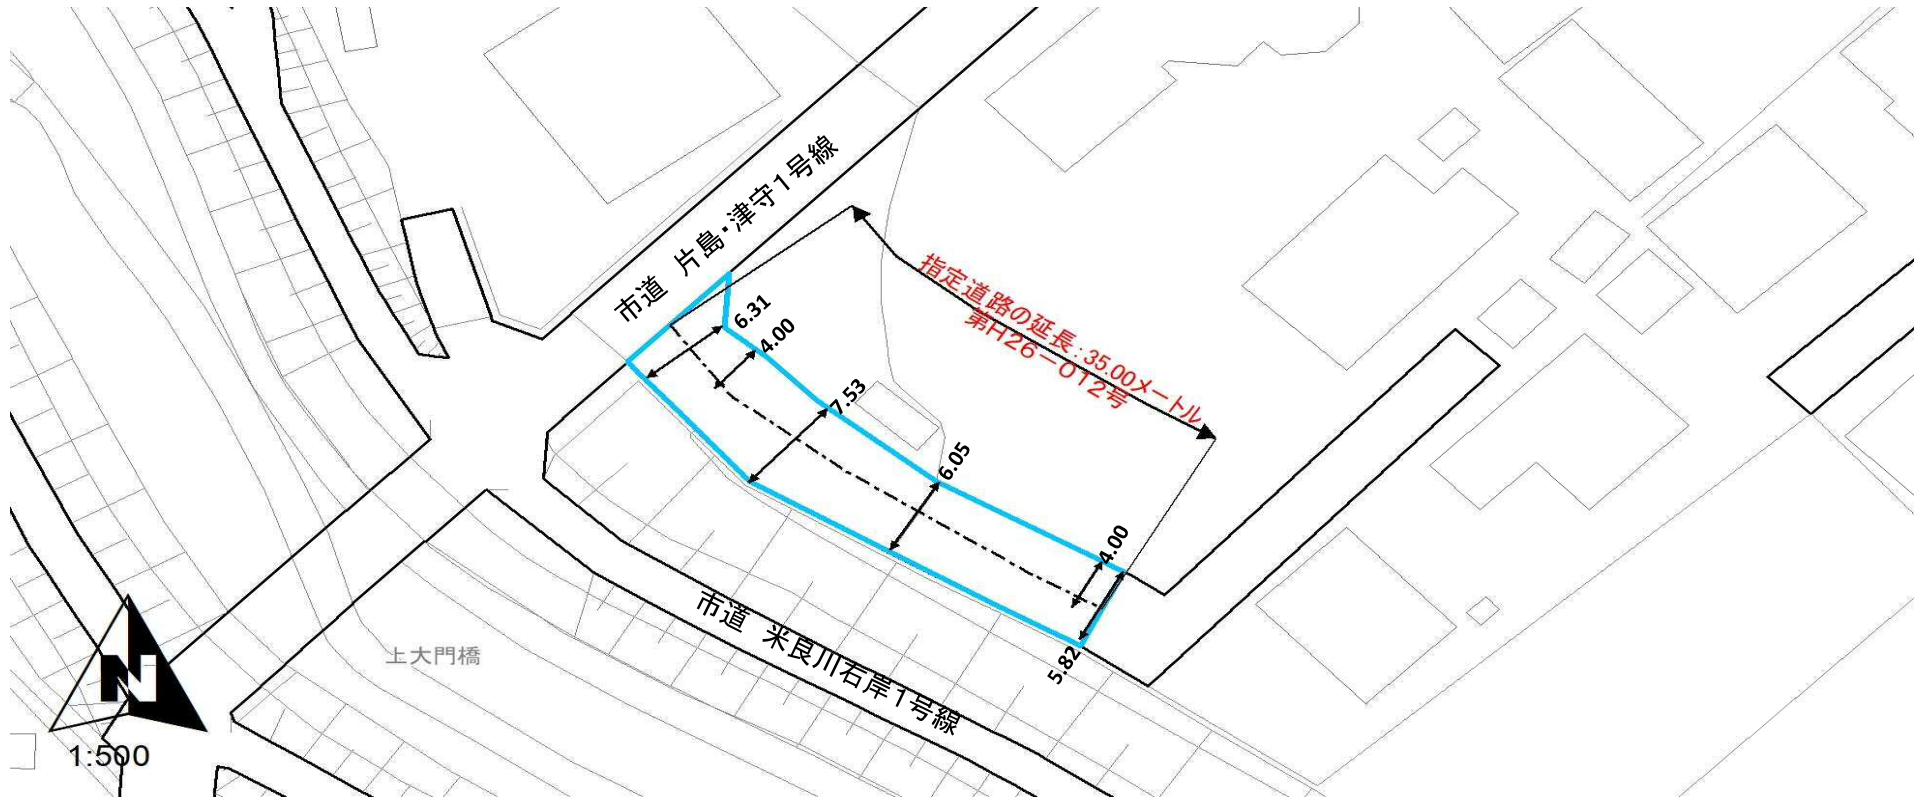 市道 片島・津守1号線
指定道路の延長:35.00メートル
第H26-012号
6.31
4.00
7.53
6.05
4.00
5.82
市道 米良川右岸1号線
上大門橋
N
1:500